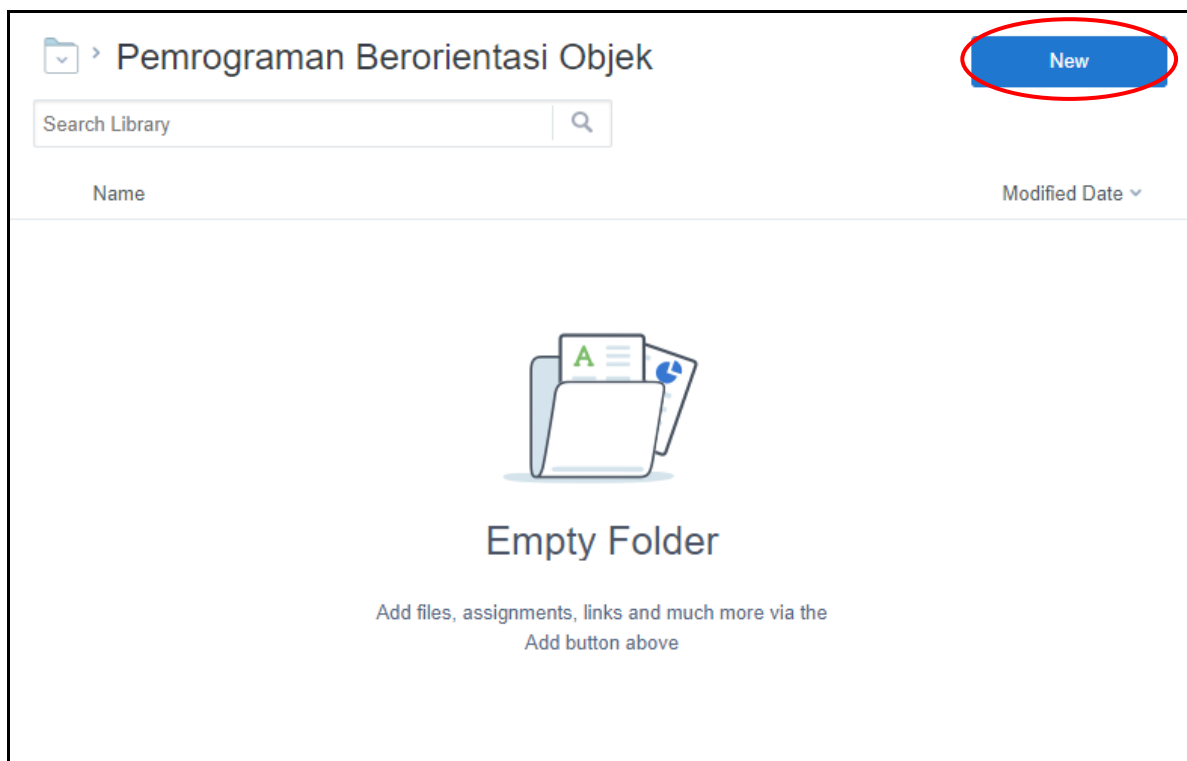 Pemrograman Berorientasi Objek
New
Search Library
Name
Modified Date
A
Empty Folder
Add files, assignments, links and much more via the
Add button above